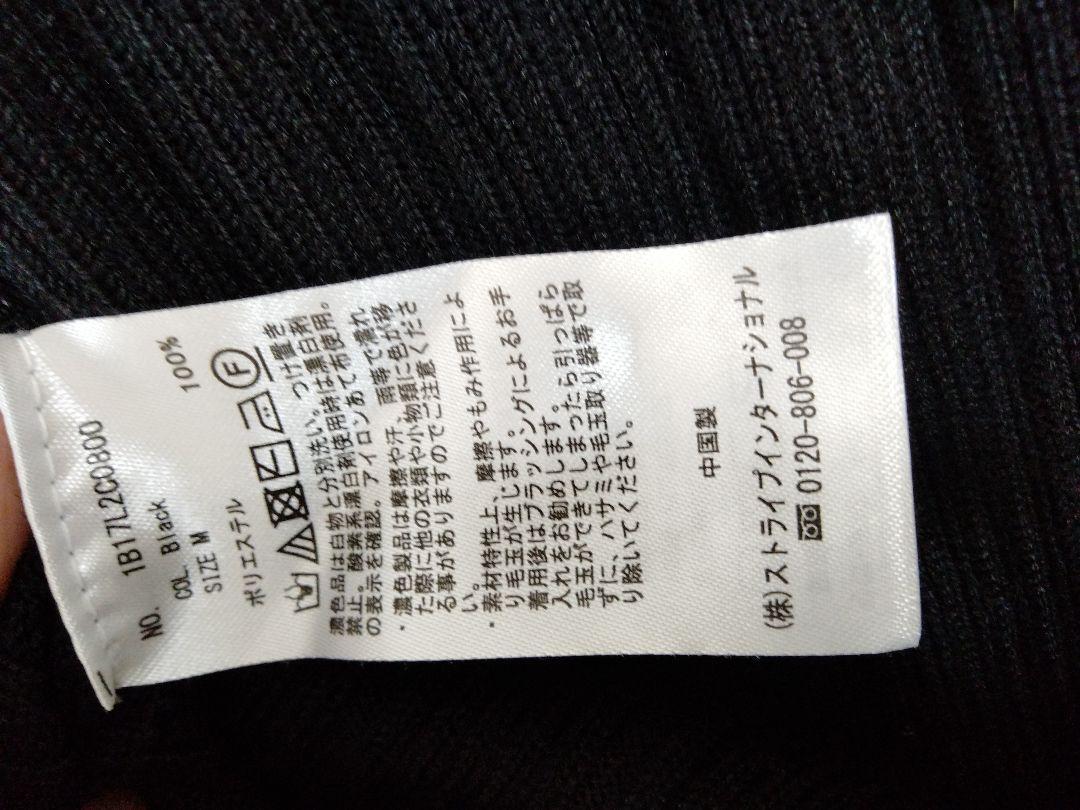 NO. 1B17L2C0800
COL. Black
SIZE M
ポリエステル 100%
F
濃色品は白物と分別洗い。つけ置き
禁止。酸素系漂白剤使用時は漂白剤
の表示を確認。アイロンあて布使用。
・濃色製品は摩擦や汗、雨等で濡れ
た際に他の衣類や小物類に色が移
る事がありますのでご注意くださ
い。
・素材特性上、摩擦やもみ作用によ
り毛玉が生じます。
着用後はブラッシングによるお手
入れをお勧めします。
毛玉ができてしまったら引っぱら
ずに、ハサミや毛玉取り器等で取
り除いてください。
中国製
(株)ストライプインターナショナル
0120-806-008